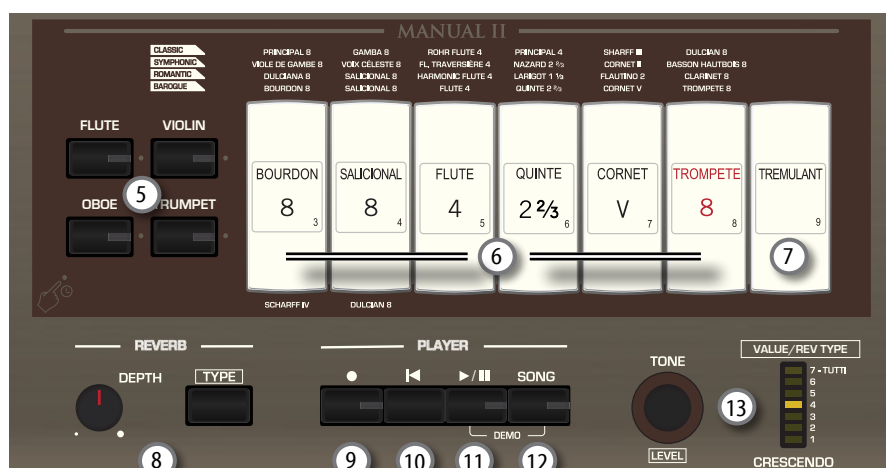 MANUAL II
CLASSIC
SYMPHONIC
ROMANTIC
BAROQUE
PRINCIPAL 8
VIOLE DE GAMBE 8
DULCIANA 8
BOURDON 8
GAMBA 8
VOIX CÉLESTE 8
SALICIONAL 8
SALICIONAL 8
ROHR FLUTE 4
FL, TRAVERSIÈRE 4
HARMONIC FLUTE 4
FLUTE 4
PRINCIPAL 4
NAZARD 2 ⅔
LARIGOT 1 ⅓
QUINTE 2 ⅔
SHARFF III
CORNET II
FLAUTINO 2
CORNET V
DULCIAN 8
BASSON HAUTBOIS 8
CLARINET 8
TROMPETE 8
FLUTE
VIOLIN
OBOE
TRUMPET
5
BOURDON
8
3
SALICIONAL
8
4
FLUTE
4
5
QUINTE
2 ⅔
6
CORNET
V
7
TROMPETE
8
8
TREMULANT
9
6
7
SCHARFF IV
DULCIAN 8
REVERB
DEPTH
TYPE
8
PLAYER
SONG
DEMO
9
10
11
12
TONE
LEVEL
13
VALUE/REV TYPE
7 - TUTTI
6
5
4
3
2
1
CRESCENDO